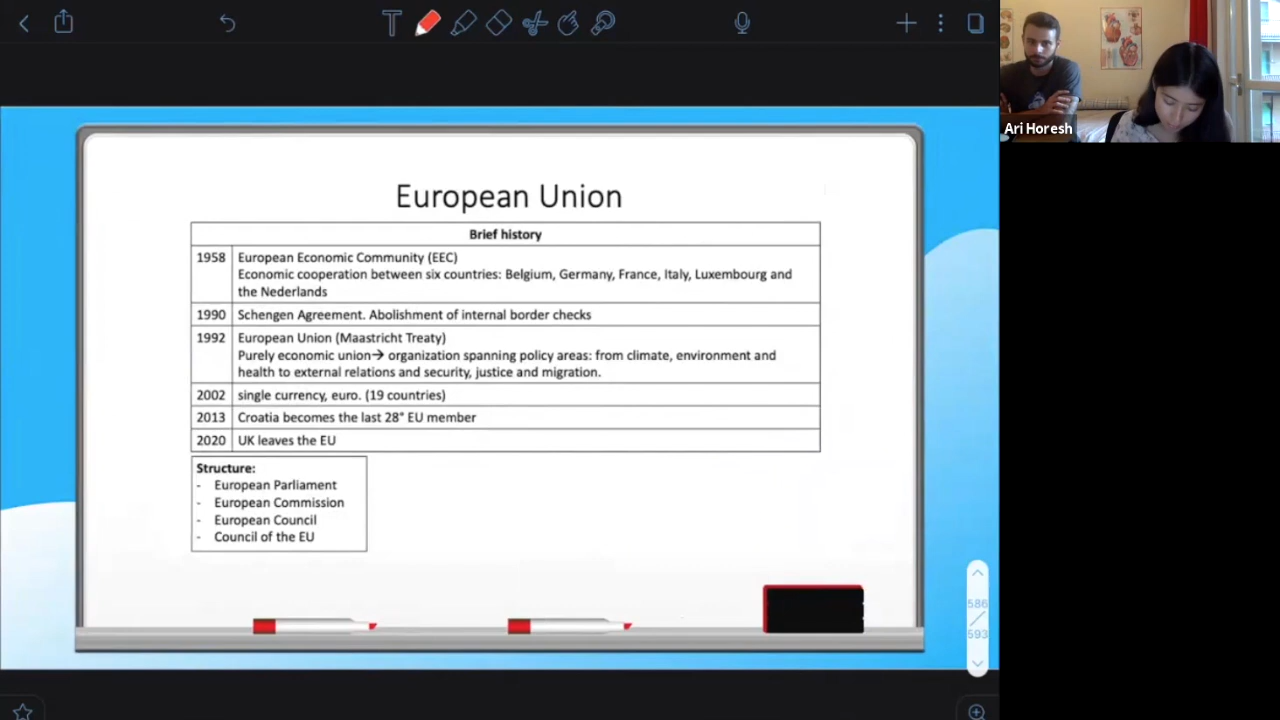 Ari Horesh
European Union
Brief history
1958 European Economic Community (EEC)
Economic cooperation between six countries: Belgium, Germany, France, Italy, Luxembourg and
the Nederlands
1990 Schengen Agreement. Abolishment of internal border checks
1992 European Union (Maastricht Treaty)
Purely economic union→ organization spanning policy areas: from climate, environment and
health to external relations and security, justice and migration.
2002 single currency, euro. (19 countries)
2013 Croatia becomes the last 28° EU member
2020 UK leaves the EU
Structure:
- European Parliament
- European Commission
- European Council
- Council of the EU
586
/
593